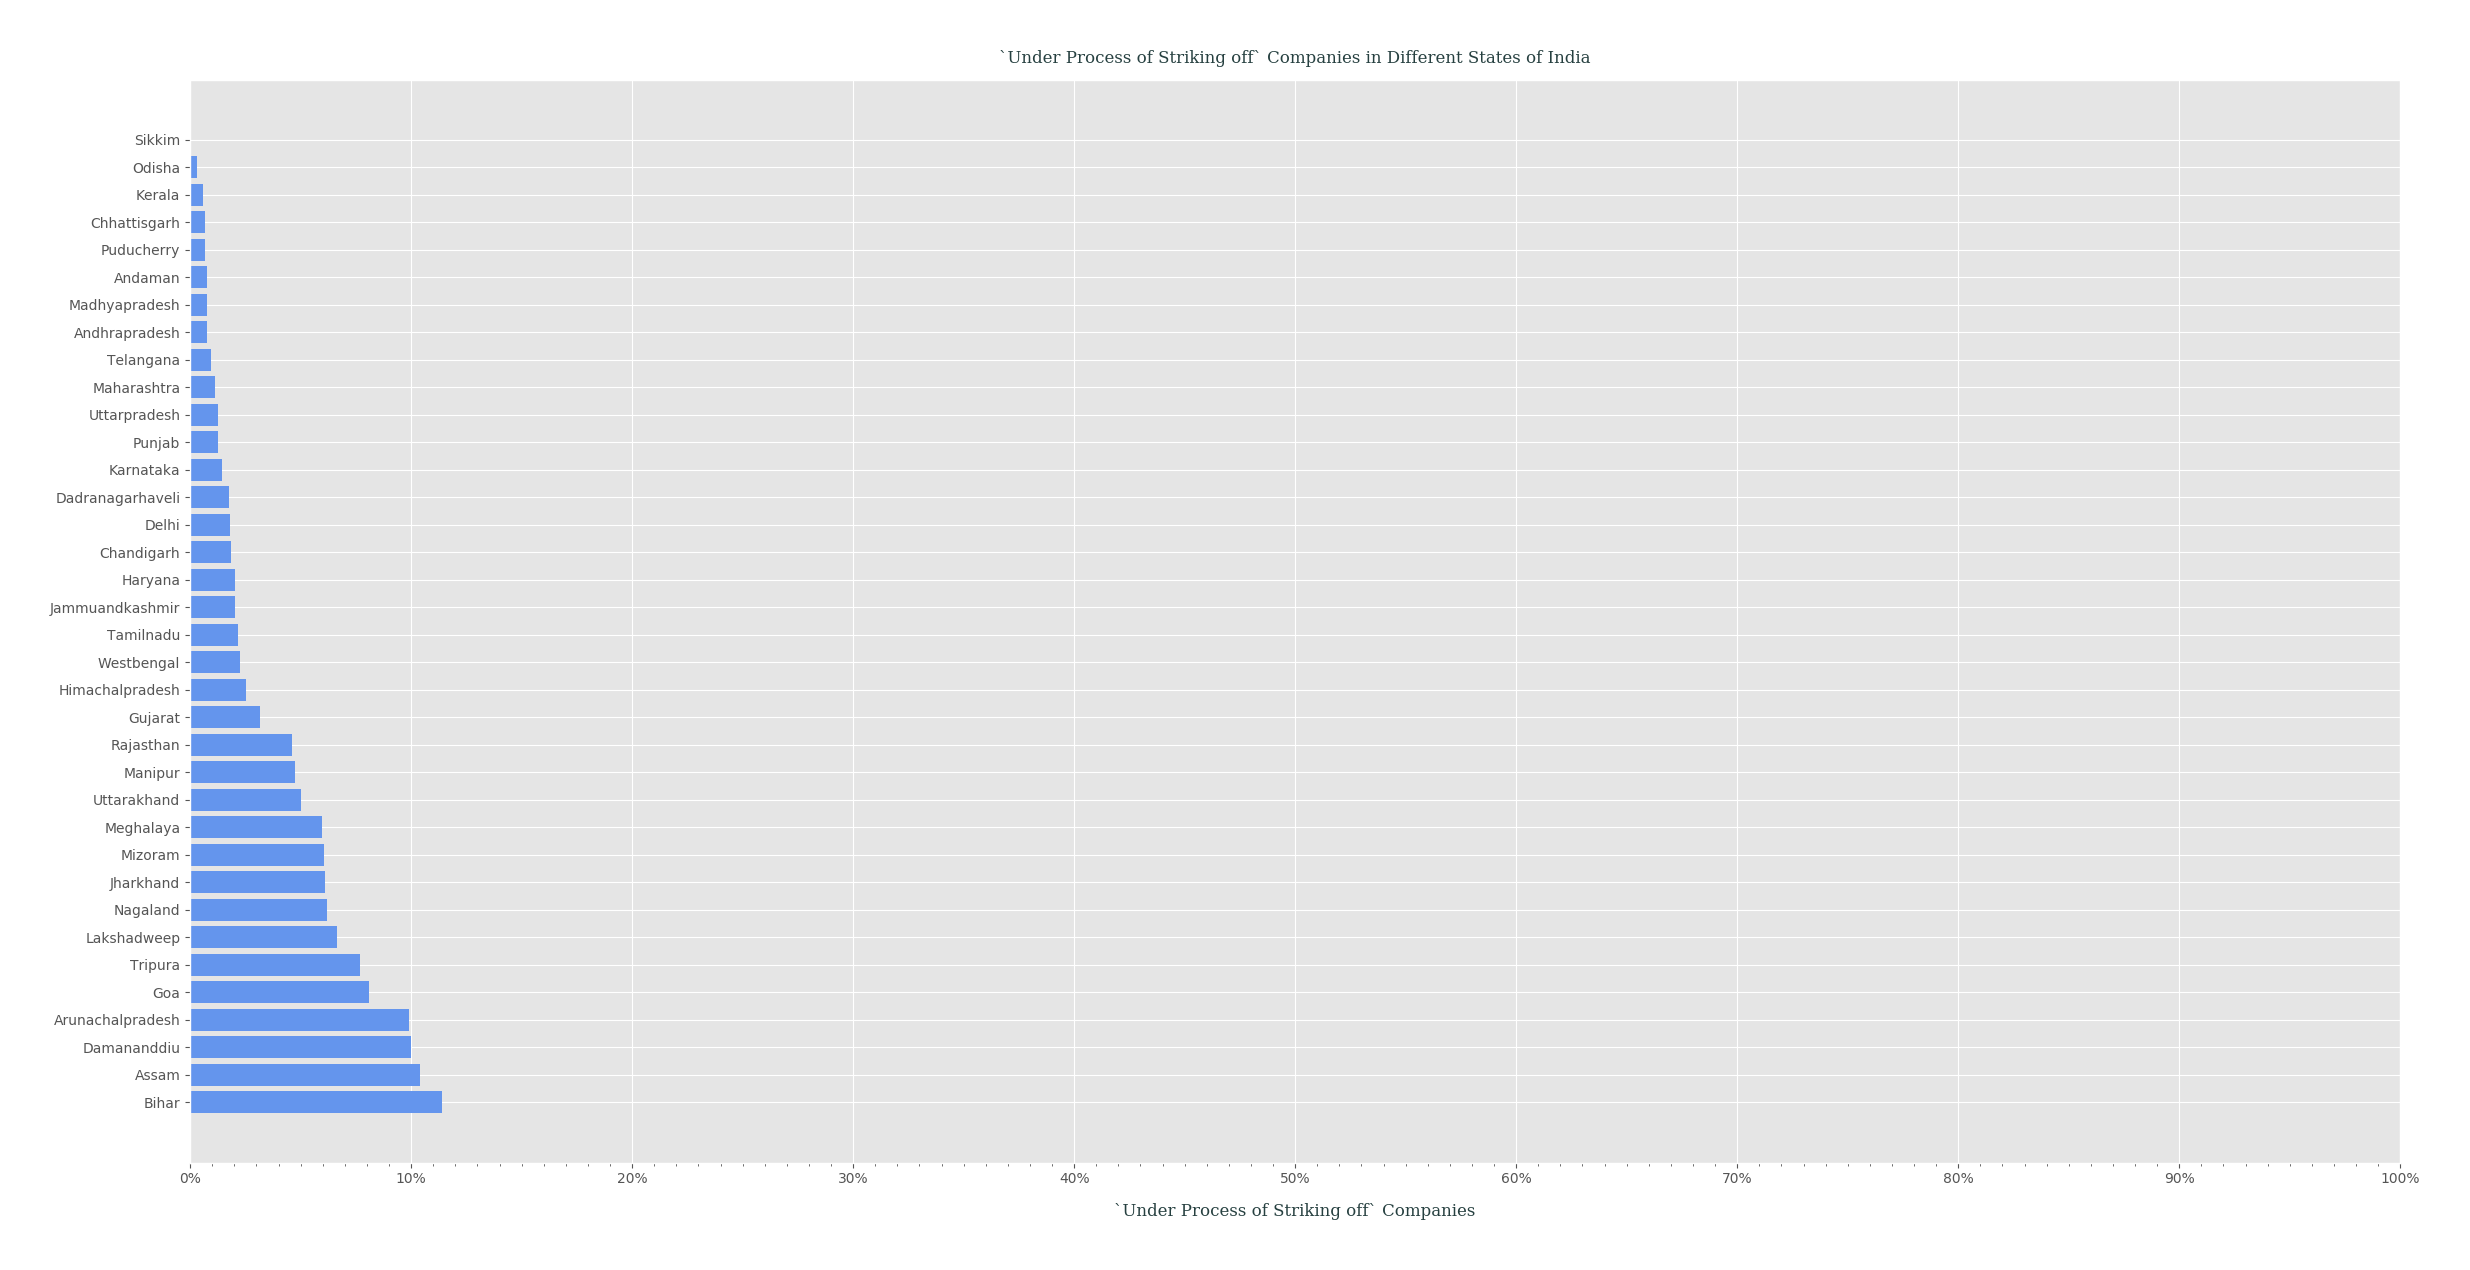 `Under Process of Striking off` Companies in Different States of India
Sikkim
Odisha
Kerala
Chhattisgarh
Puducherry
Andaman
Madhyapradesh
Andhrapradesh
Telangana
Maharashtra
Uttarpradesh
Punjab
Karnataka
Dadranagarhaveli
Delhi
Chandigarh
Haryana
Jammuandkashmir
Tamilnadu
Westbengal
Himachalpradesh
Gujarat
Rajasthan
Manipur
Uttarakhand
Meghalaya
Mizoram
Jharkhand
Nagaland
Lakshadweep
Tripura
Goa
Arunachalpradesh
Damananddiu
Assam
Bihar
0% 10% 20% 30% 40% 50% 60% 70% 80% 90% 100%
`Under Process of Striking off` Companies